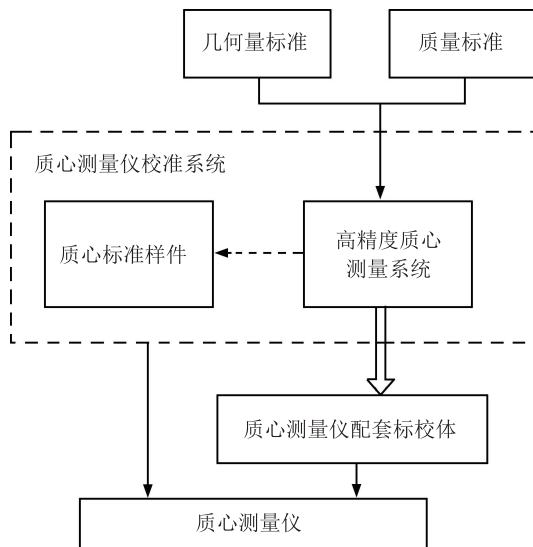 几何量标准
质量标准
质心测量仪校准系统
质心标准样件
高精度质心
测量系统
质心测量仪配套标校体
质心测量仪